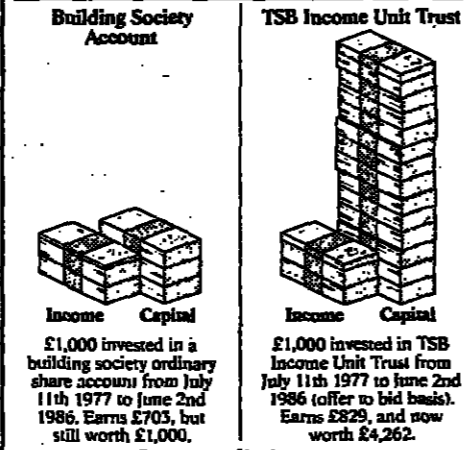 Building Society
Account
Income Capital
£1,000 invested in a
building society ordinary
share account from July
11th 1977 to June 2nd
1986. Earns £703, but
still worth £1,000.
TSB Income Unit Trust
Income Capital
£1,000 invested in TSB
Income Unit Trust from
July 11th 1977 to June 2nd
1986 (offer to bid basis).
Earns £829, and now
worth £4,262.